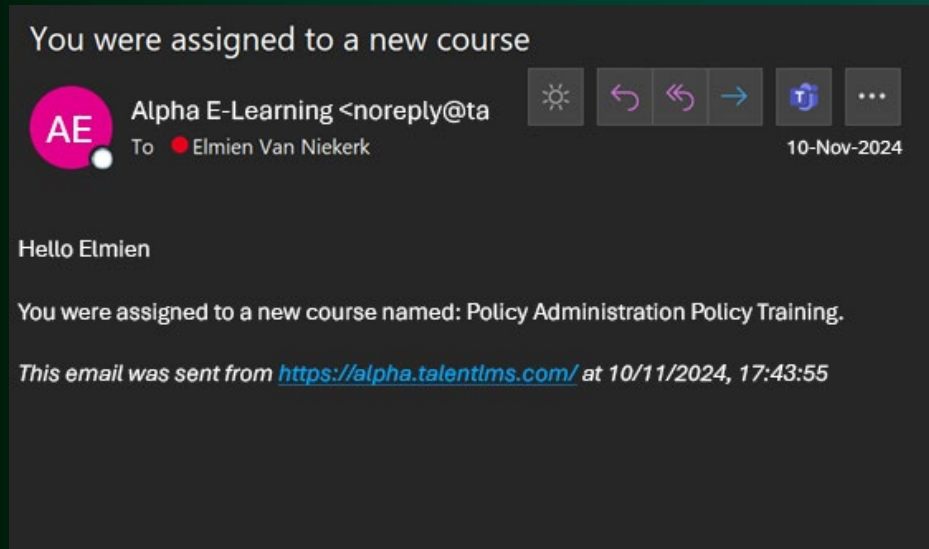 You were assigned to a new course
AE
Alpha E-Learning <noreply@ta
To Elmien Van Niekerk
10-Nov-2024
Hello Elmien
You were assigned to a new course named: Policy Administration Policy Training.
This email was sent from https://alpha.talentlms.com/ at 10/11/2024, 17:43:55